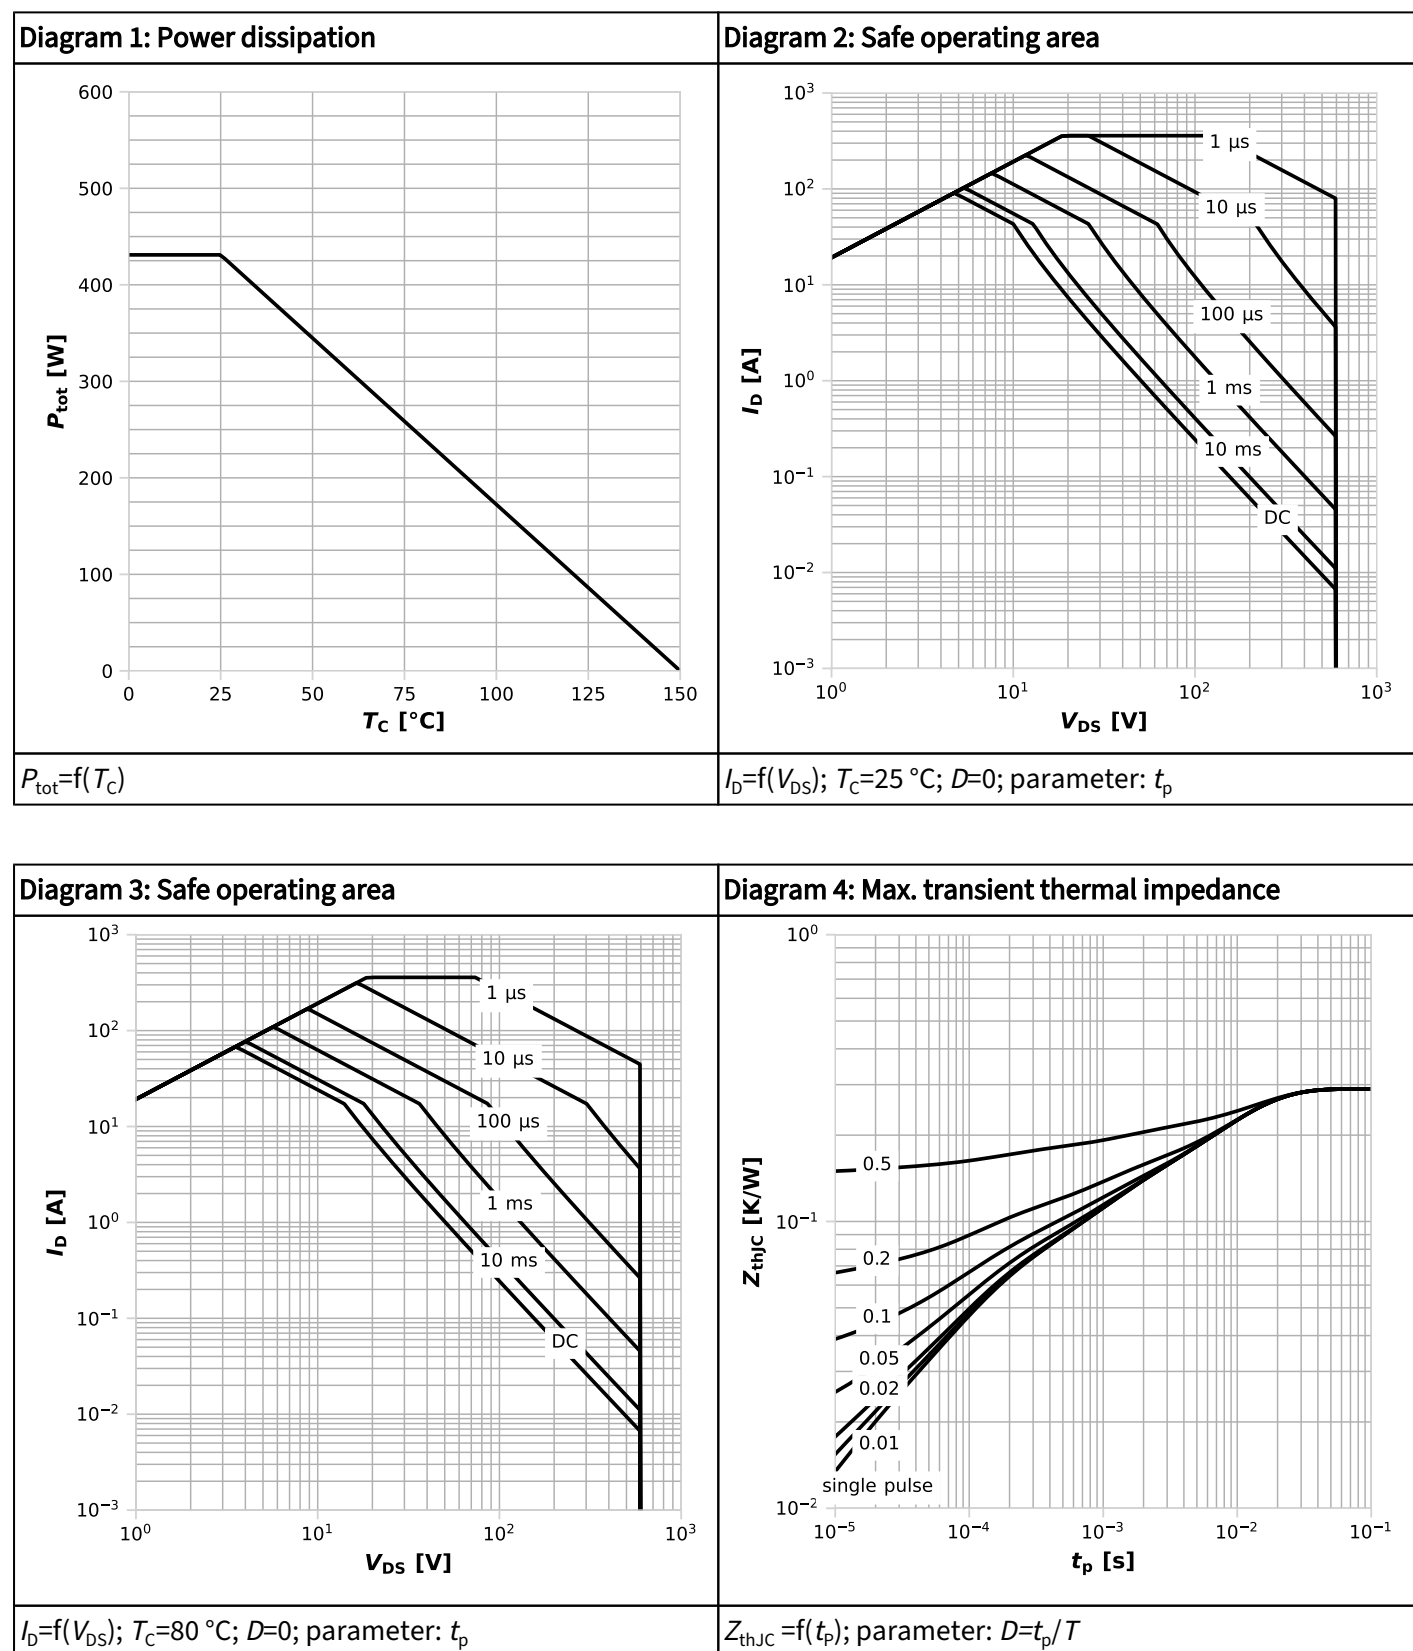 Diagram 1: Power dissipation
600
500
400
300
200
100
0
0 25 50 75 100 125 150
Ptot [W]
TC [°C]
Ptot=f(TC)
Diagram 2: Safe operating area
10³
10²
10¹
10⁰
10⁻¹
10⁻²
10⁻³
10⁰ 10¹ 10² 10³
ID [A]
1 µs
10 µs
100 µs
1 ms
10 ms
DC
VDS [V]
ID=f(VDS); TC=25 °C; D=0; parameter: tp
Diagram 3: Safe operating area
10³
10²
10¹
10⁰
10⁻¹
10⁻²
10⁻³
10⁰ 10¹ 10² 10³
ID [A]
1 µs
10 µs
100 µs
1 ms
10 ms
DC
VDS [V]
ID=f(VDS); TC=80 °C; D=0; parameter: tp
Diagram 4: Max. transient thermal impedance
10⁰
10⁻¹
10⁻²
10⁻⁵ 10⁻⁴ 10⁻³ 10⁻² 10⁻¹
ZthJC [K/W]
0.5
0.2
0.1
0.05
0.02
0.01
single pulse
tp [s]
ZthJC =f(tP); parameter: D=tp/T